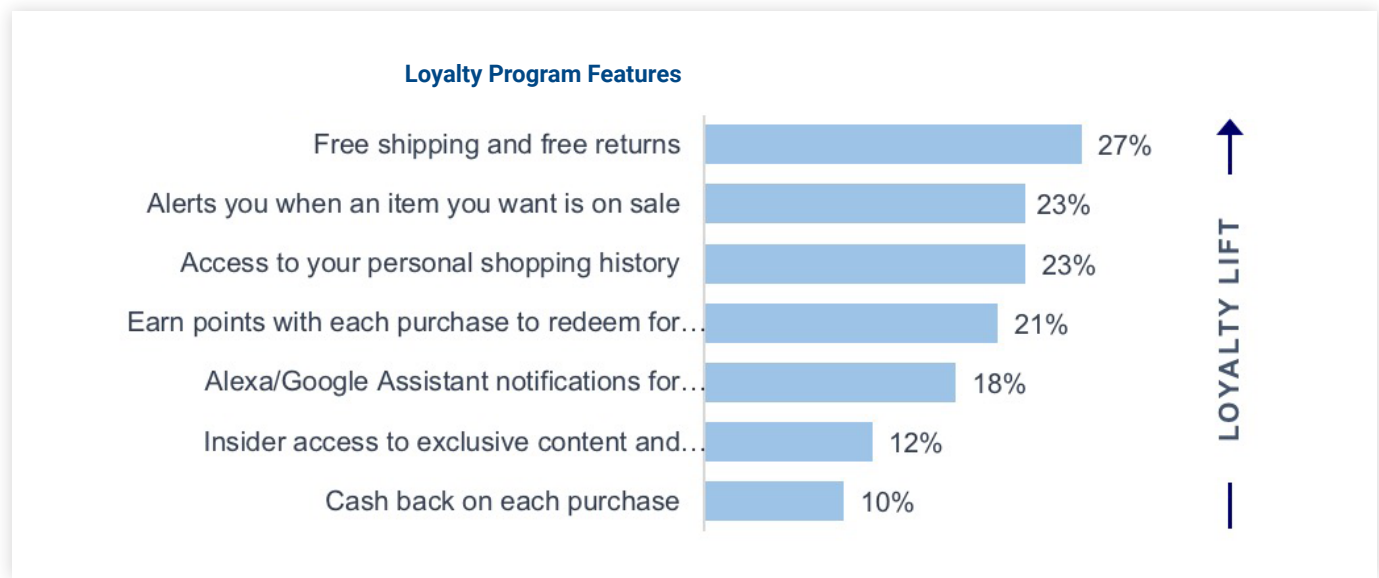 Loyalty Program Features
Free shipping and free returns 27%
Alerts you when an item you want is on sale 23%
Access to your personal shopping history 23%
Earn points with each purchase to redeem for... 21%
Alexa/Google Assistant notifications for... 18%
Insider access to exclusive content and... 12%
Cash back on each purchase 10%
LOYALTY LIFT